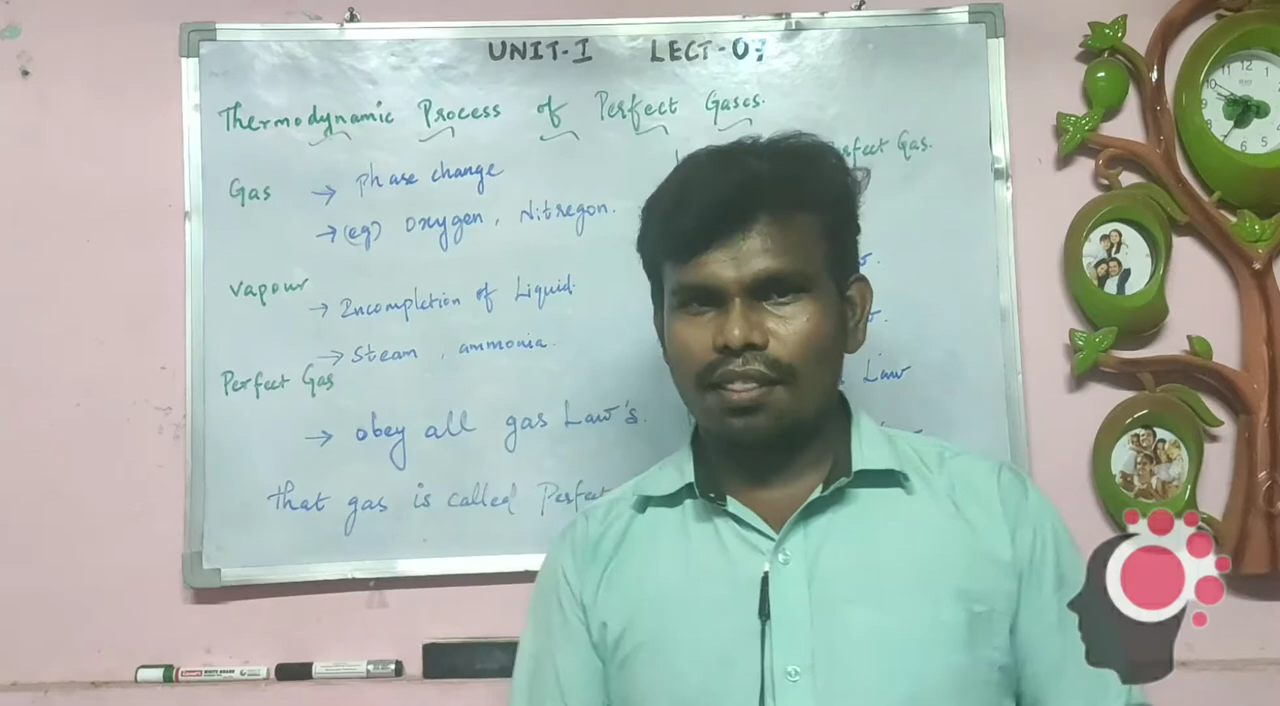 UNIT-I LECT-07
Thermodynamic Process of Perfect Gases.
Perfect Gas.
Gas → Phase change
→ (eg) Oxygen, Nitregon.
Vapour → Incompletion of Liquid.
→ Steam, ammonia.
Law
Perfect Gas
→ obey all gas Law's.
that gas is called Perfect